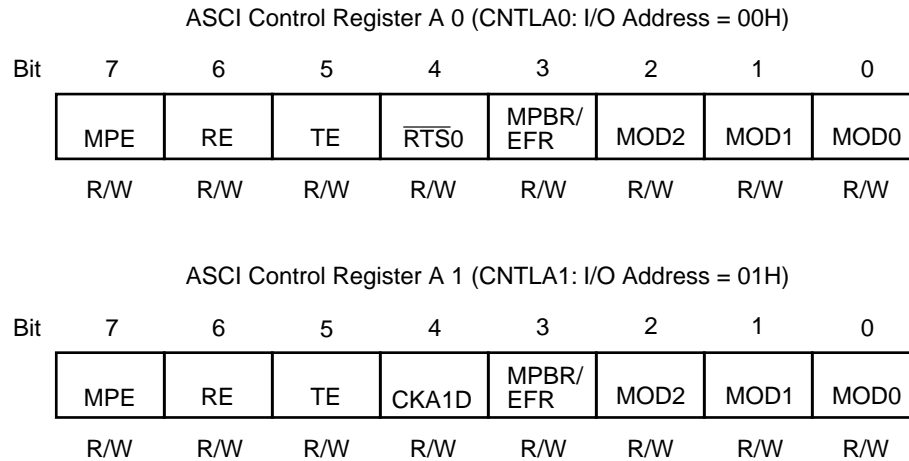 ASCI Control Register A 0 (CNTLA0: I/O Address = 00H)
Bit 7 6 5 4 3 2 1 0
MPE RE TE R̅T̅S̅0 MPBR/ EFR MOD2 MOD1 MOD0
R/W R/W R/W R/W R/W R/W R/W R/W
ASCI Control Register A 1 (CNTLA1: I/O Address = 01H)
Bit 7 6 5 4 3 2 1 0
MPE RE TE CKA1D MPBR/ EFR MOD2 MOD1 MOD0
R/W R/W R/W R/W R/W R/W R/W R/W